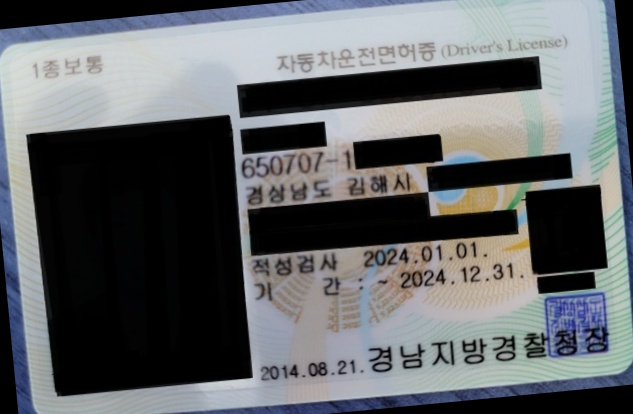 1종보통
자동차운전면허증 (Driver's License)
650707-1
경상남도 김해시
적성검사 2024.01.01.
기 간 : ~ 2024.12.31.
2014.08.21. 경남지방경찰청장